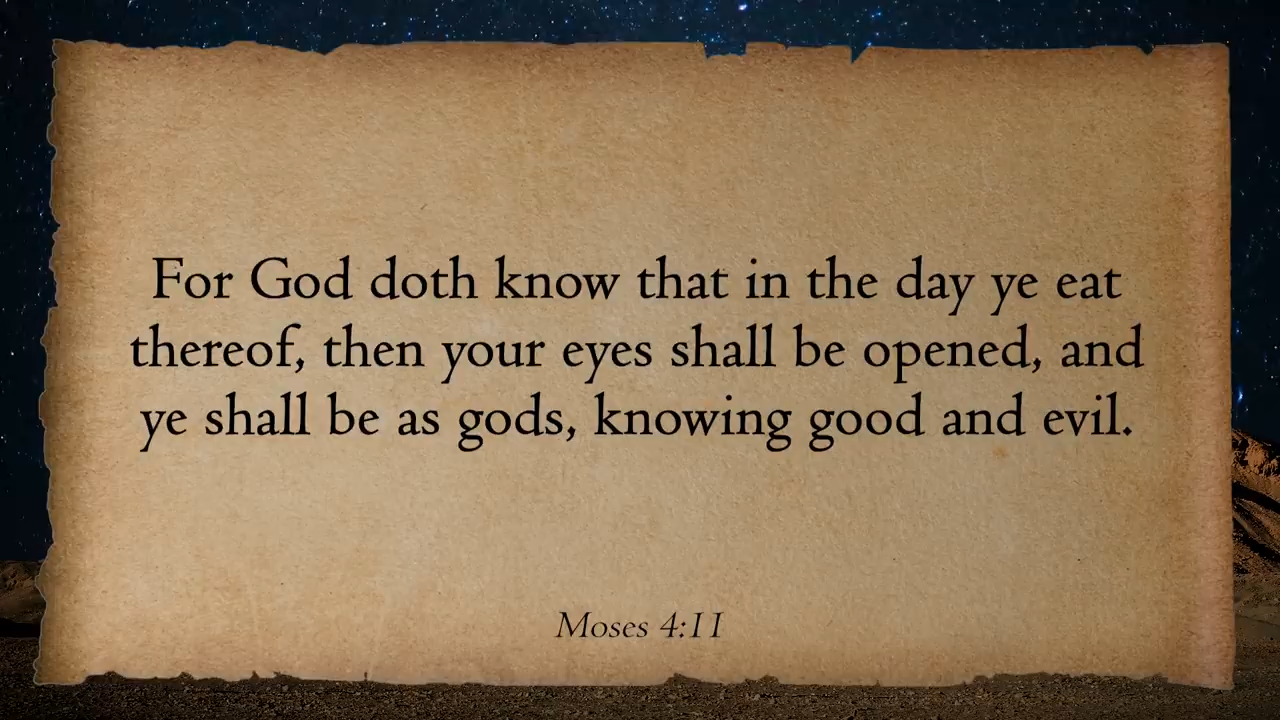 For God doth know that in the day ye eat
thereof, then your eyes shall be opened, and
ye shall be as gods, knowing good and evil.
Moses 4:11